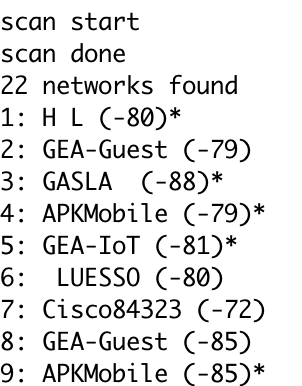 scan start
scan done
22 networks found
1: H L (-80)*
2: GEA-Guest (-79)
3: GASLA  (-88)*
4: APKMobile (-79)*
5: GEA-IoT (-81)*
6:  LUESSO (-80)
7: Cisco84323 (-72)
8: GEA-Guest (-85)
9: APKMobile (-85)*